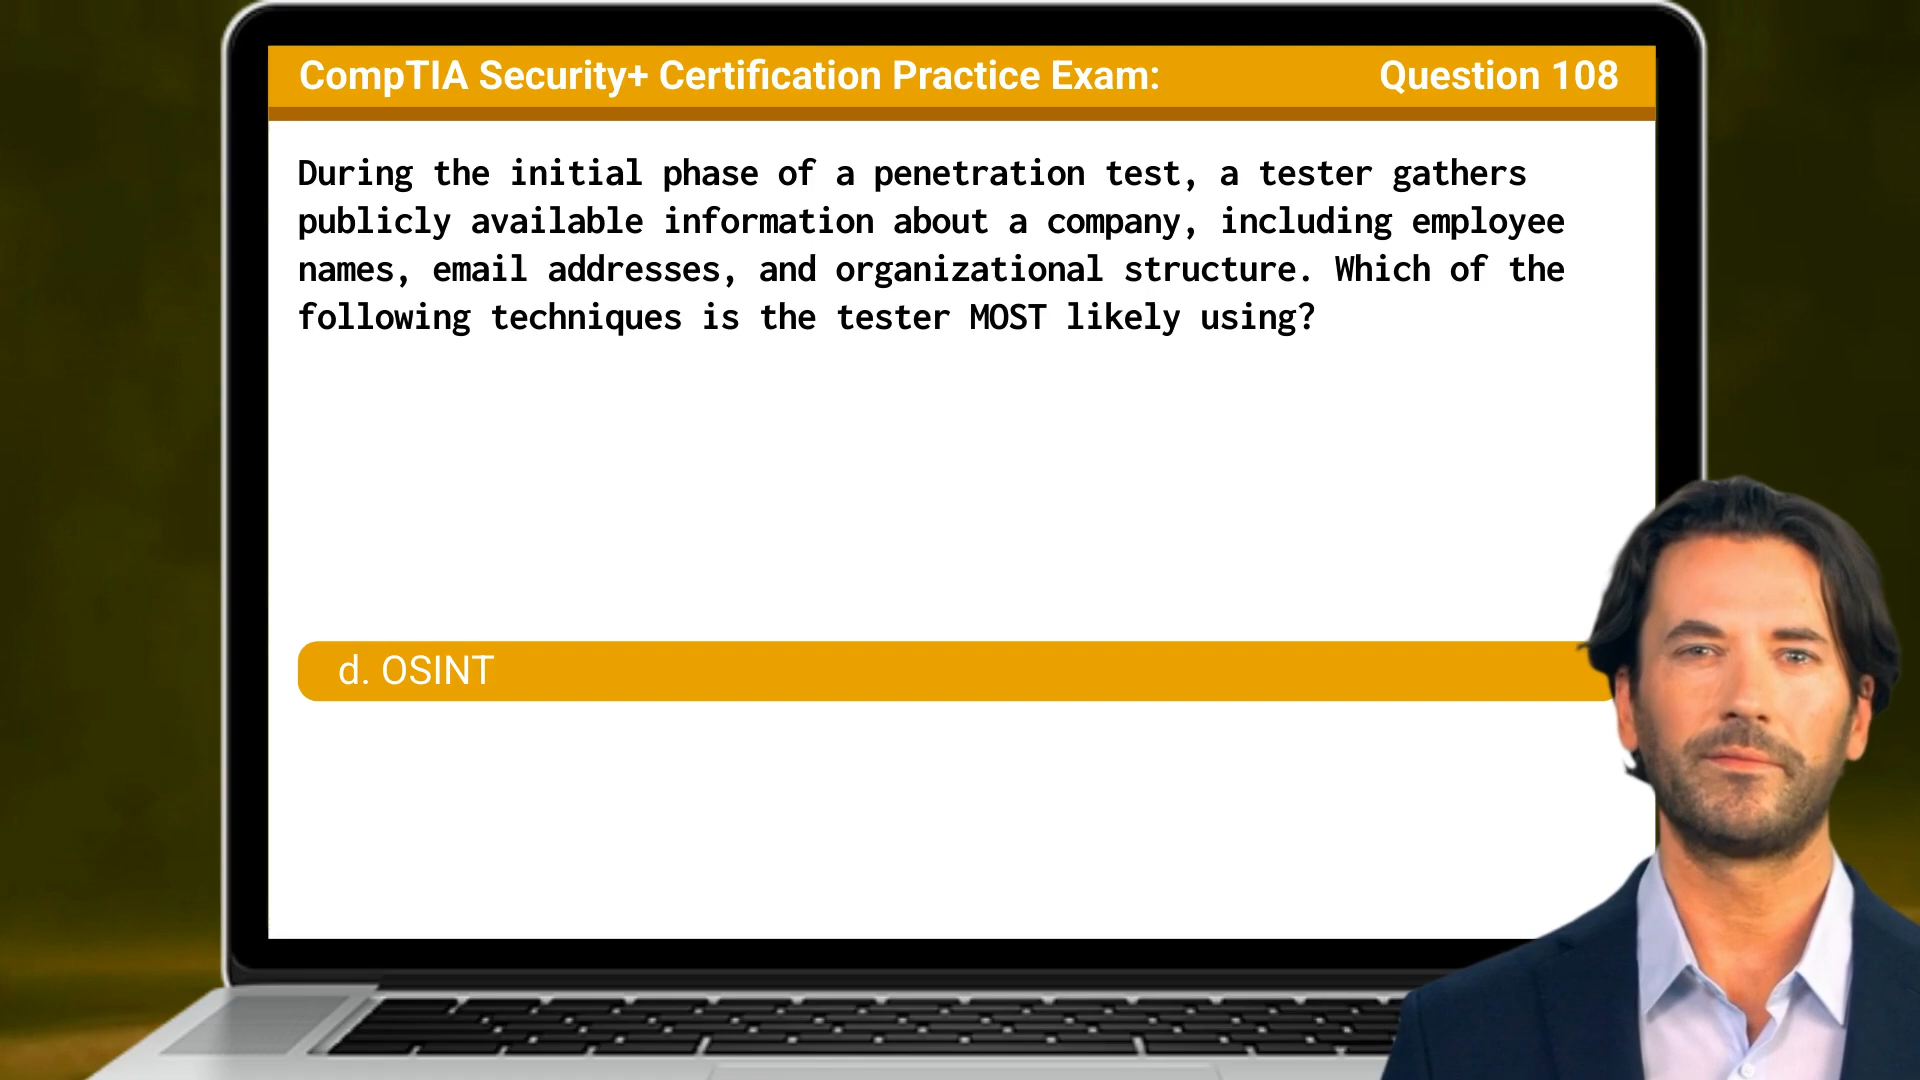 CompTIA Security+ Certification Practice Exam: Question 108
During the initial phase of a penetration test, a tester gathers
publicly available information about a company, including employee
names, email addresses, and organizational structure. Which of the
following techniques is the tester MOST likely using?
d. OSINT